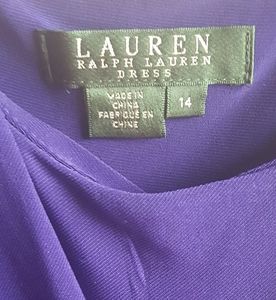 LAUREN
RALPH LAUREN
DRESS
MADE IN
CHINA
FABRIQUÉ EN
CHINE
14